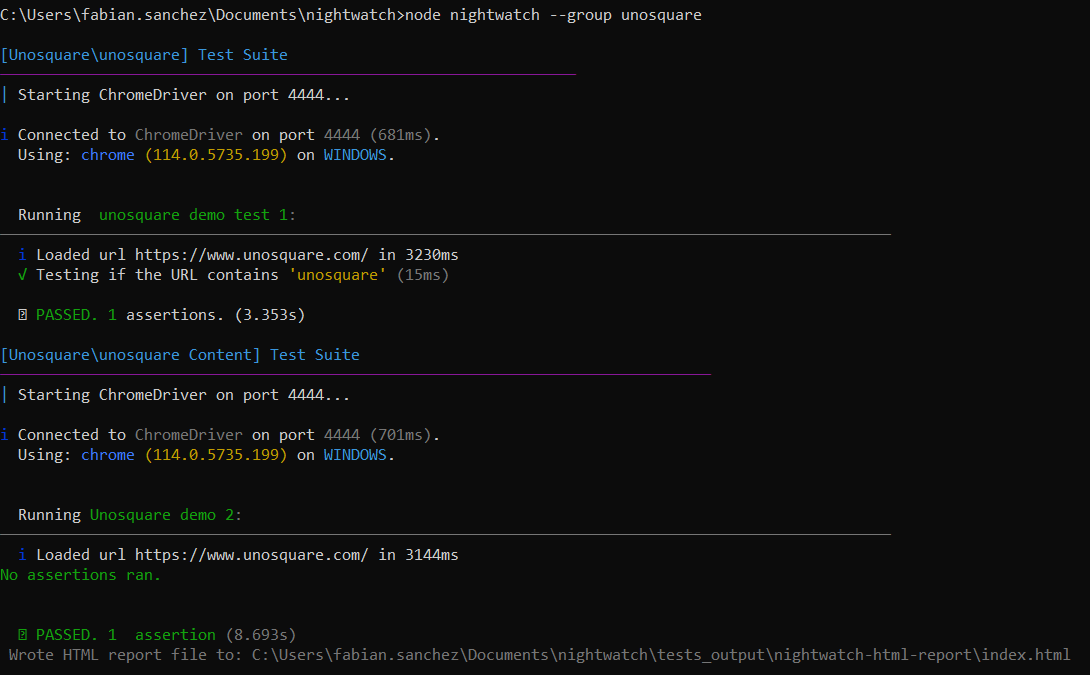 C:\Users\fabian.sanchez\Documents\nightwatch>node nightwatch --group unosquare
[Unosquare\unosquare] Test Suite
| Starting ChromeDriver on port 4444...
i Connected to ChromeDriver on port 4444 (681ms).
Using: chrome (114.0.5735.199) on WINDOWS.
Running  unosquare demo test 1:
i Loaded url https://www.unosquare.com/ in 3230ms
√ Testing if the URL contains 'unosquare' (15ms)
⍰ PASSED. 1 assertions. (3.353s)
[Unosquare\unosquare Content] Test Suite
| Starting ChromeDriver on port 4444...
i Connected to ChromeDriver on port 4444 (701ms).
Using: chrome (114.0.5735.199) on WINDOWS.
Running Unosquare demo 2:
i Loaded url https://www.unosquare.com/ in 3144ms
No assertions ran.
⍰ PASSED. 1  assertion (8.693s)
Wrote HTML report file to: C:\Users\fabian.sanchez\Documents\nightwatch\tests_output\nightwatch-html-report\index.html